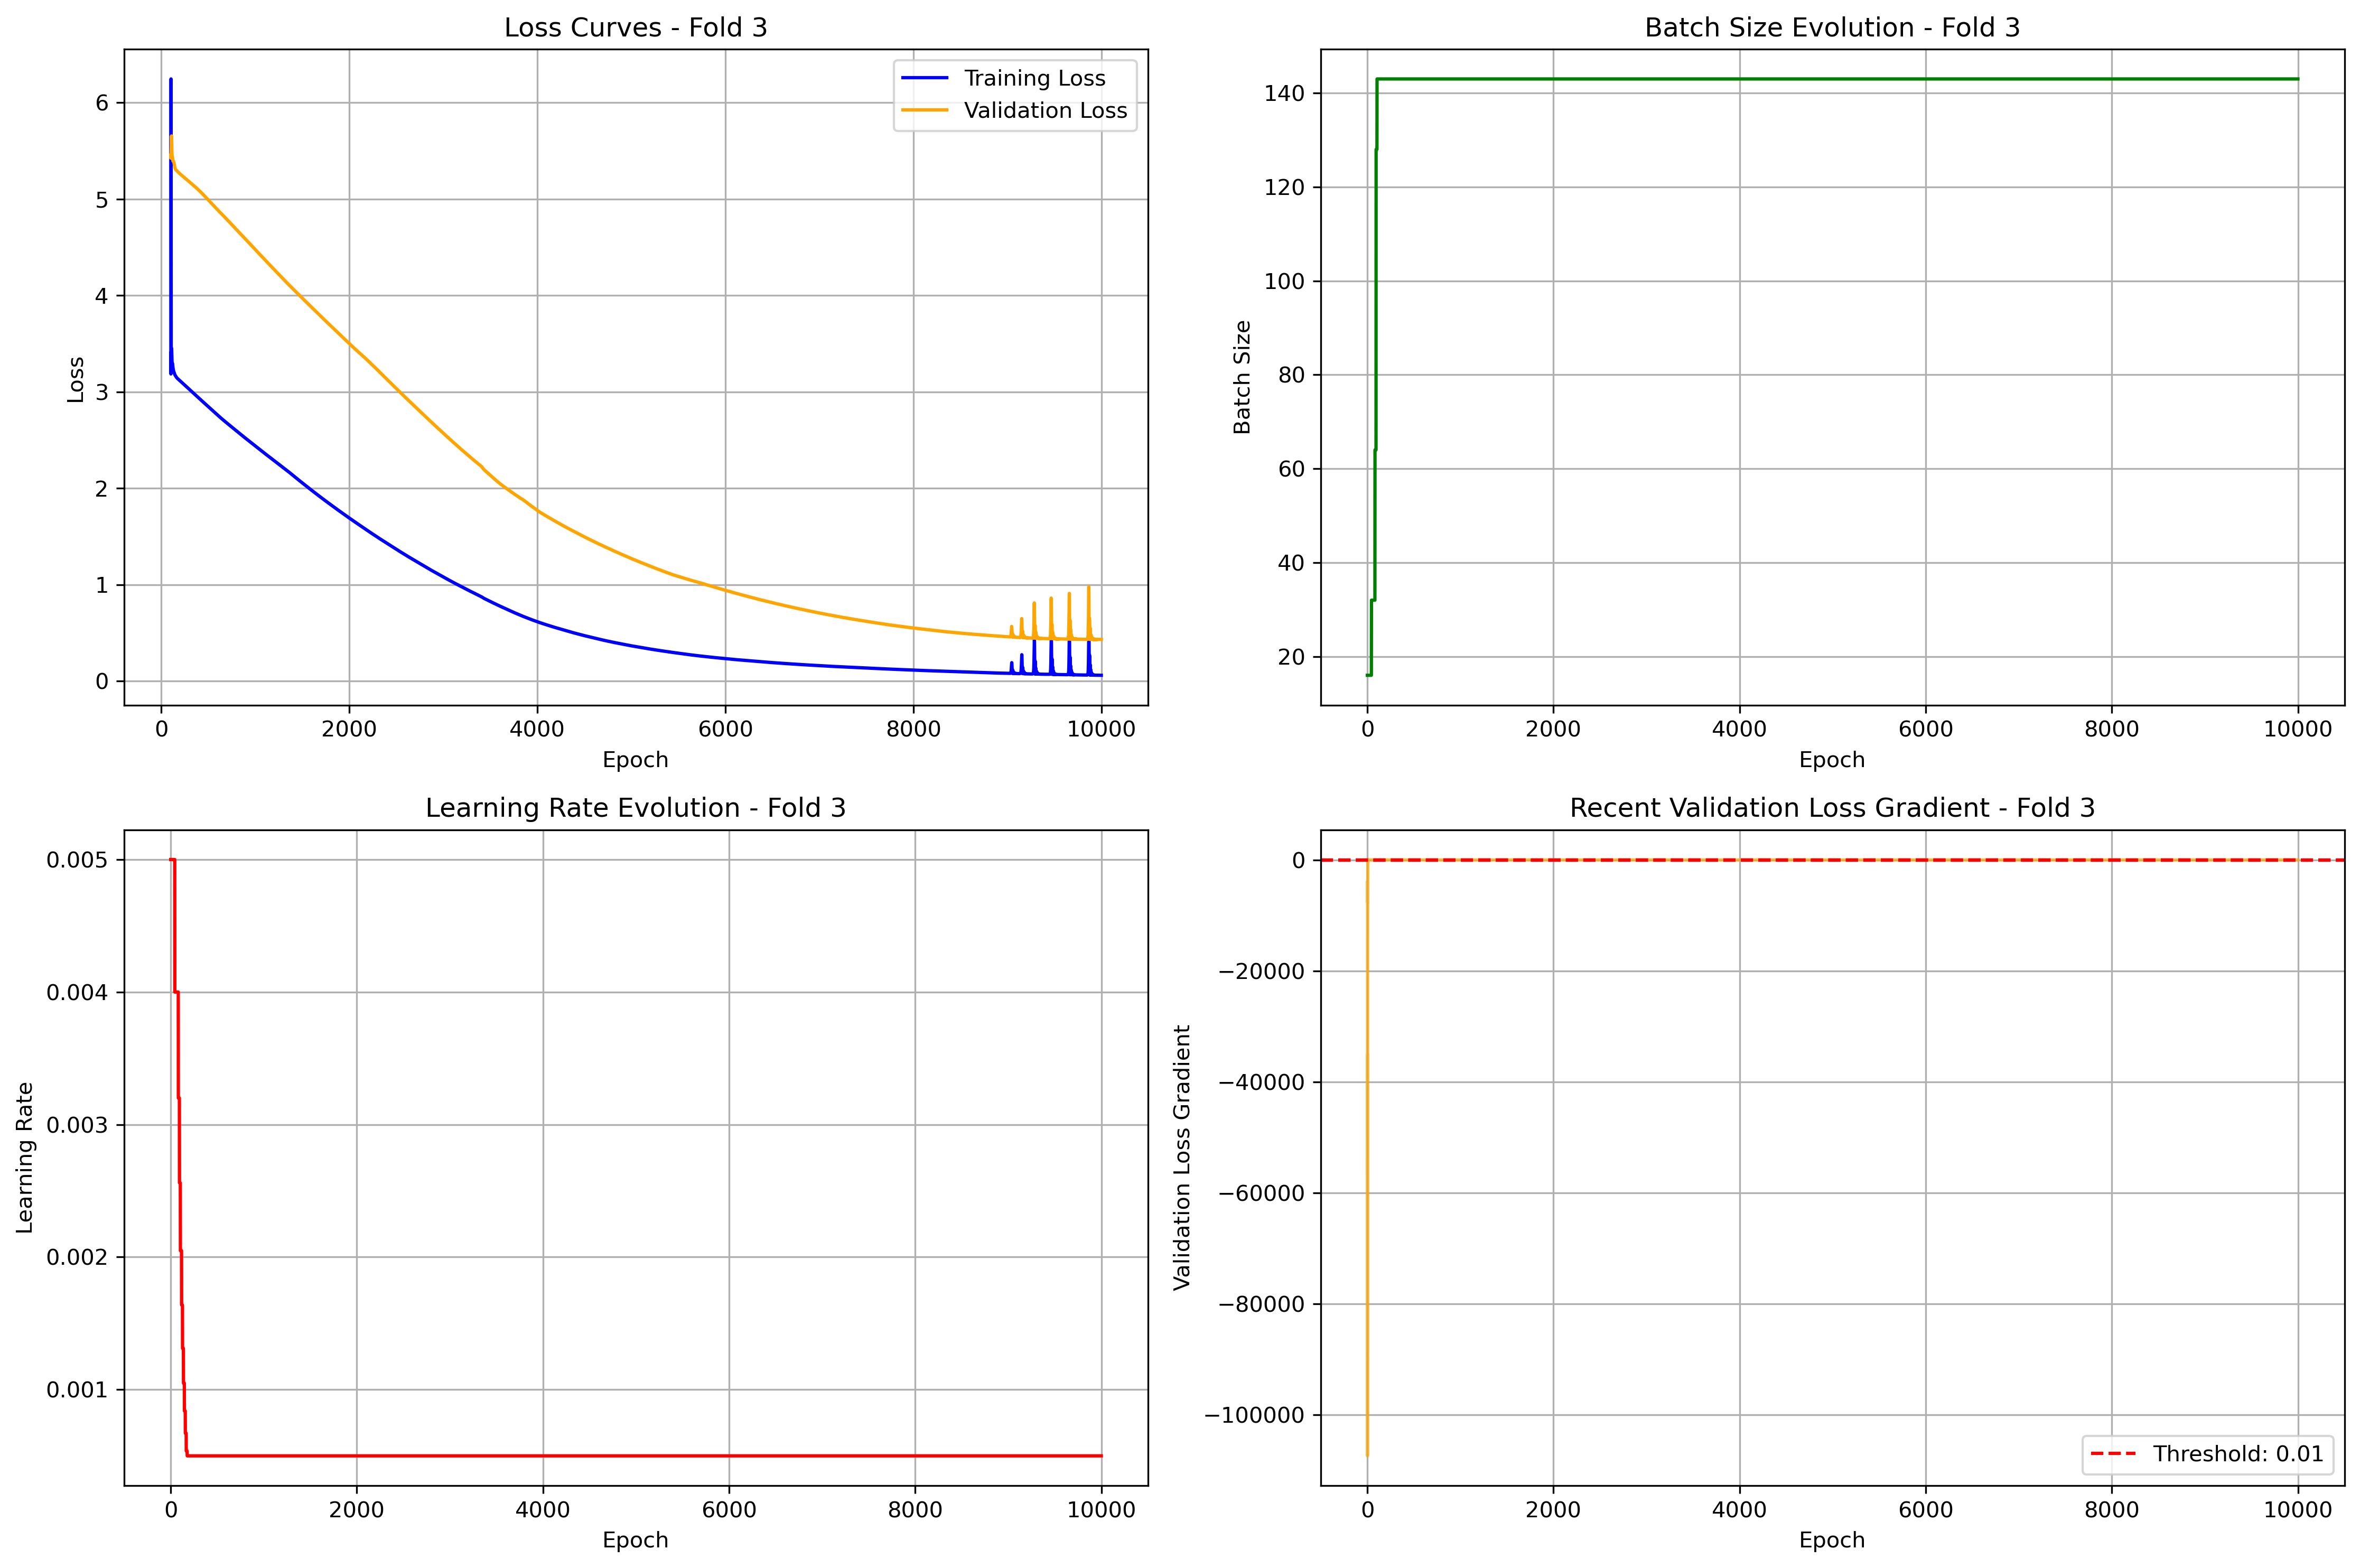 Loss Curves - Fold 3
Training Loss
Validation Loss
6
5
4
3
2
1
0
Loss
0 2000 4000 6000 8000 10000
Epoch
Batch Size Evolution - Fold 3
140
120
100
80
60
40
20
Batch Size
0 2000 4000 6000 8000 10000
Epoch
Learning Rate Evolution - Fold 3
0.005
0.004
0.003
0.002
0.001
Learning Rate
0 2000 4000 6000 8000 10000
Epoch
Recent Validation Loss Gradient - Fold 3
0
−20000
−40000
−60000
−80000
−100000
Validation Loss Gradient
Threshold: 0.01
0 2000 4000 6000 8000 10000
Epoch